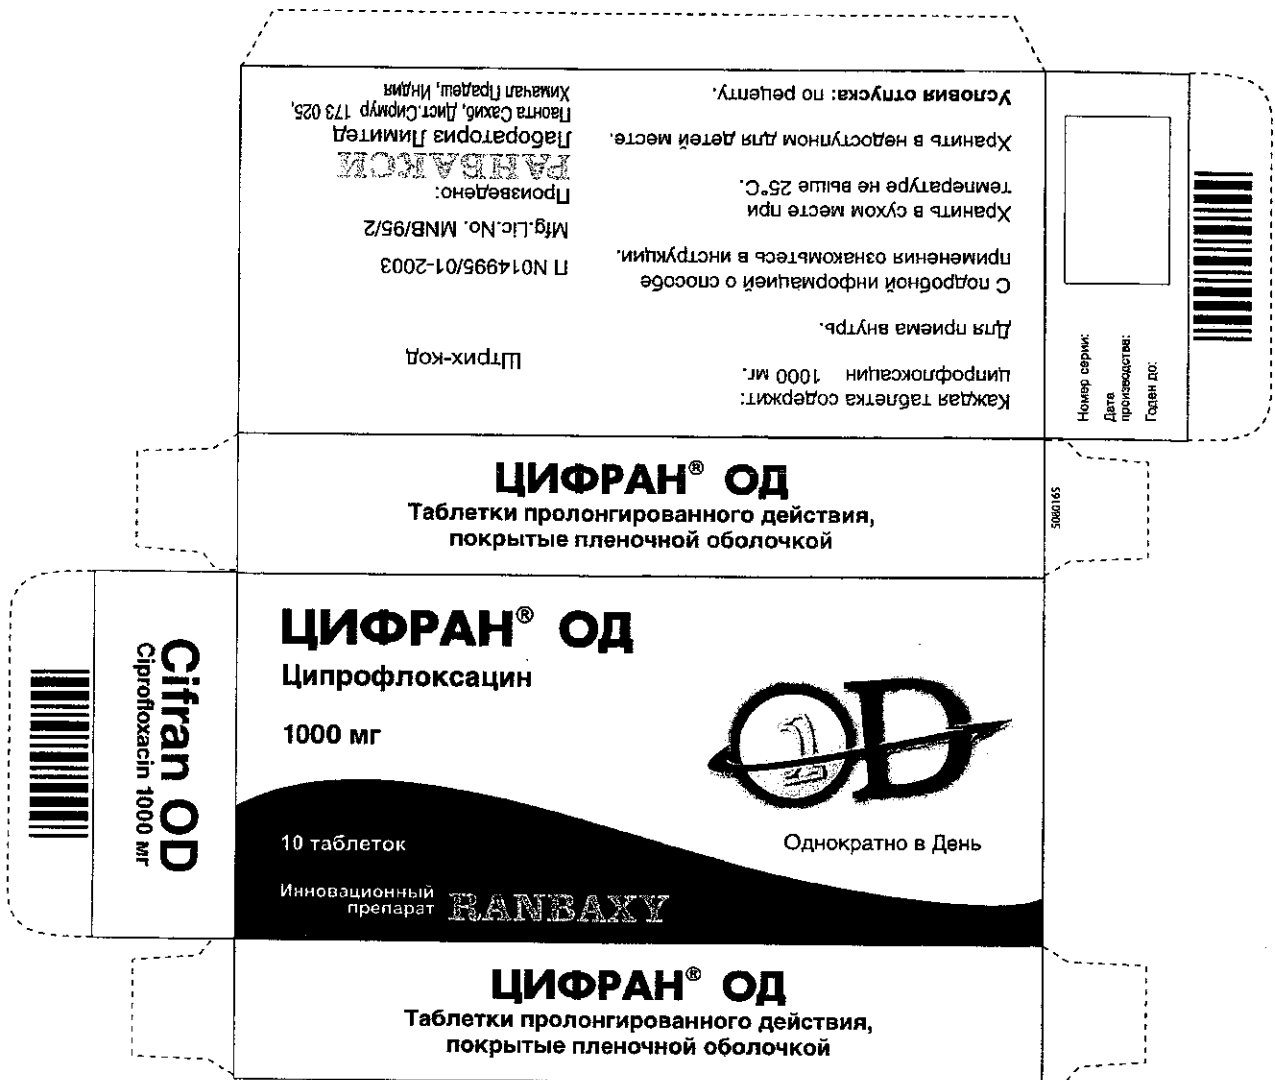 Каждая таблетка содержит:
ципрофлоксацин 1000 мг.
Для приема внутрь.
С подробной информацией о способе
применения ознакомьтесь в инструкции.
Хранить в сухом месте при
температуре не выше 25°С.
Хранить в недоступном для детей месте.
Условия отпуска: по рецепту.
Штрих-код
П N014995/01-2003
Mfg.Lic.No. MNB/95/2
Произведено:
РАНБАКСИ
Лабораториз Лимитед
Паонта Сахиб, Дист.Сирмур 173 025,
Химачал Прадеш, Индия
Номер серии:
Дата
производства:
Годен до:
ЦИФРАН® ОД
Таблетки пролонгированного действия,
покрытые пленочной оболочкой
5080165
Cifran OD
Ciprofloxacin 1000 мг
ЦИФРАН® ОД
Ципрофлоксацин
1000 мг
OD
1
Однократно в День
10 таблеток
Инновационный
препарат
RANBAXY
ЦИФРАН® ОД
Таблетки пролонгированного действия,
покрытые пленочной оболочкой